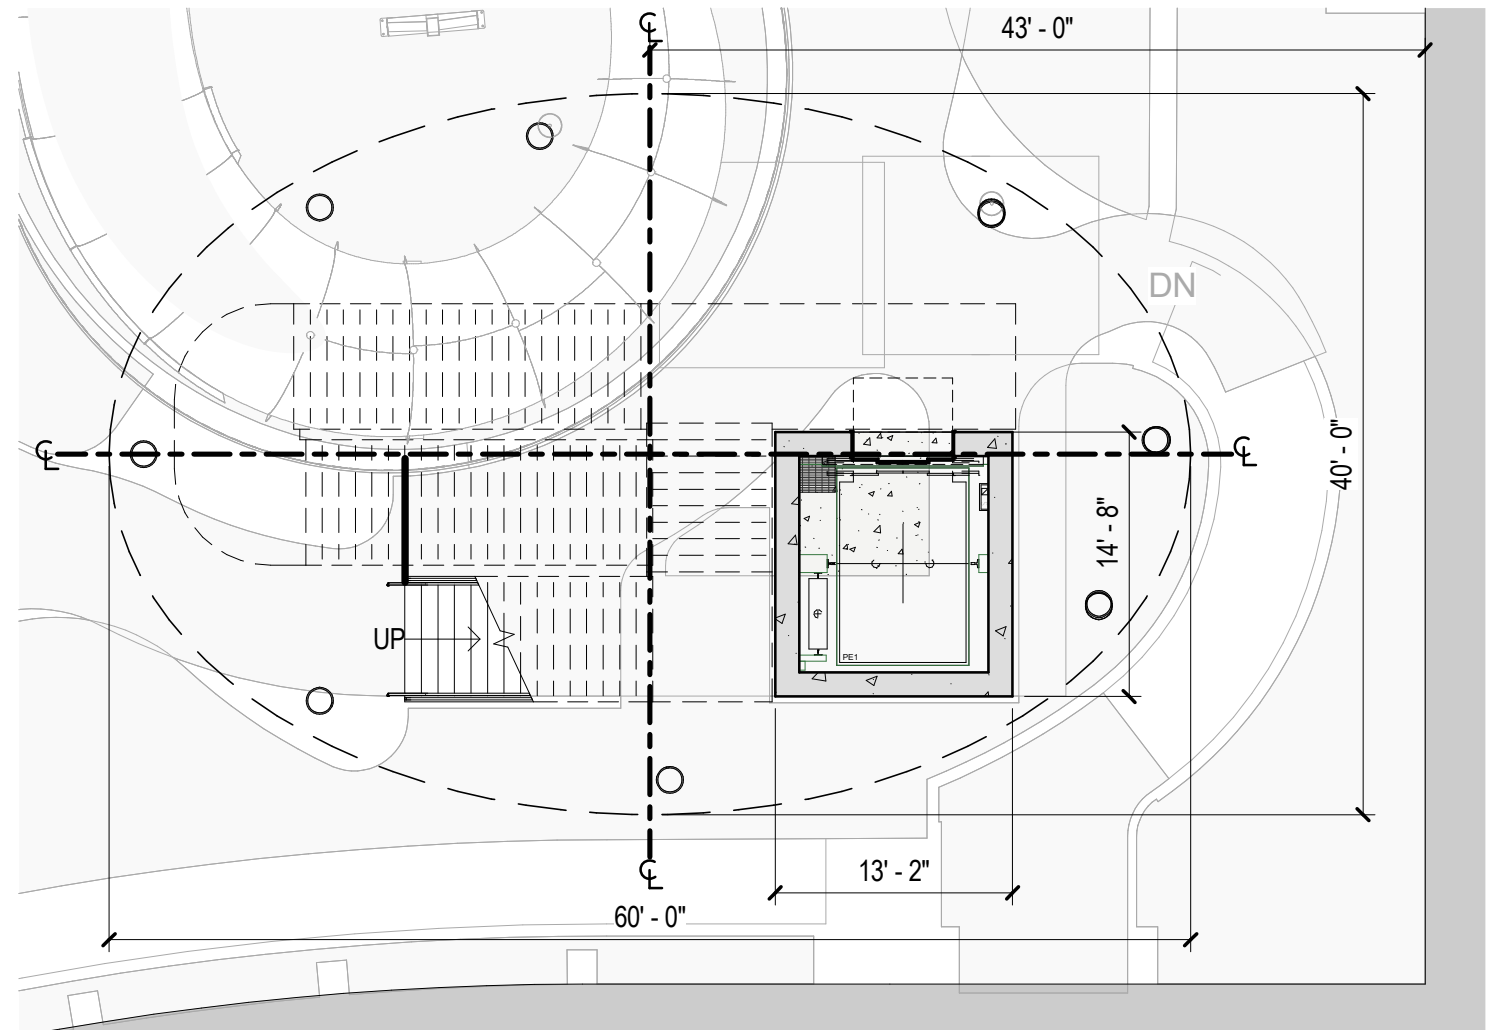 ℄
43' - 0"
DN
℄
℄
40' - 0"
14' - 8"
UP
PE1
℄
13' - 2"
60' - 0"